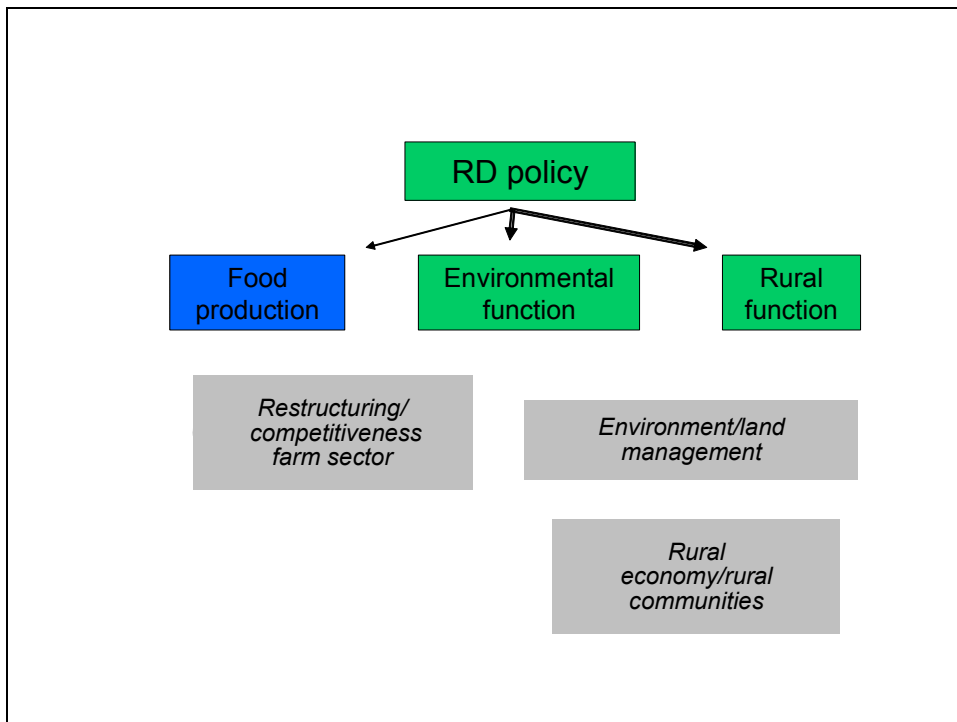 RD policy
Food
production
Environmental
function
Rural
function
Restructuring/
competitiveness
farm sector
Environment/land
management
Rural
economy/rural
communities